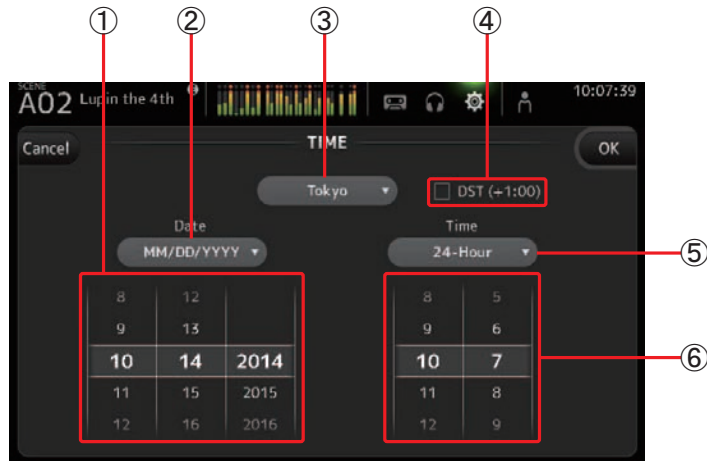 ① ② ③ ④
SCENE
A02 Lupin the 4th 10:07:39
Cancel TIME OK
Tokyo DST (+1:00)
Date Time
MM/DD/YYYY 24-Hour ⑤
8 12 8 5
9 13 9 6
10 14 2014 10 7 ⑥
11 15 2015 11 8
12 16 2016 12 9